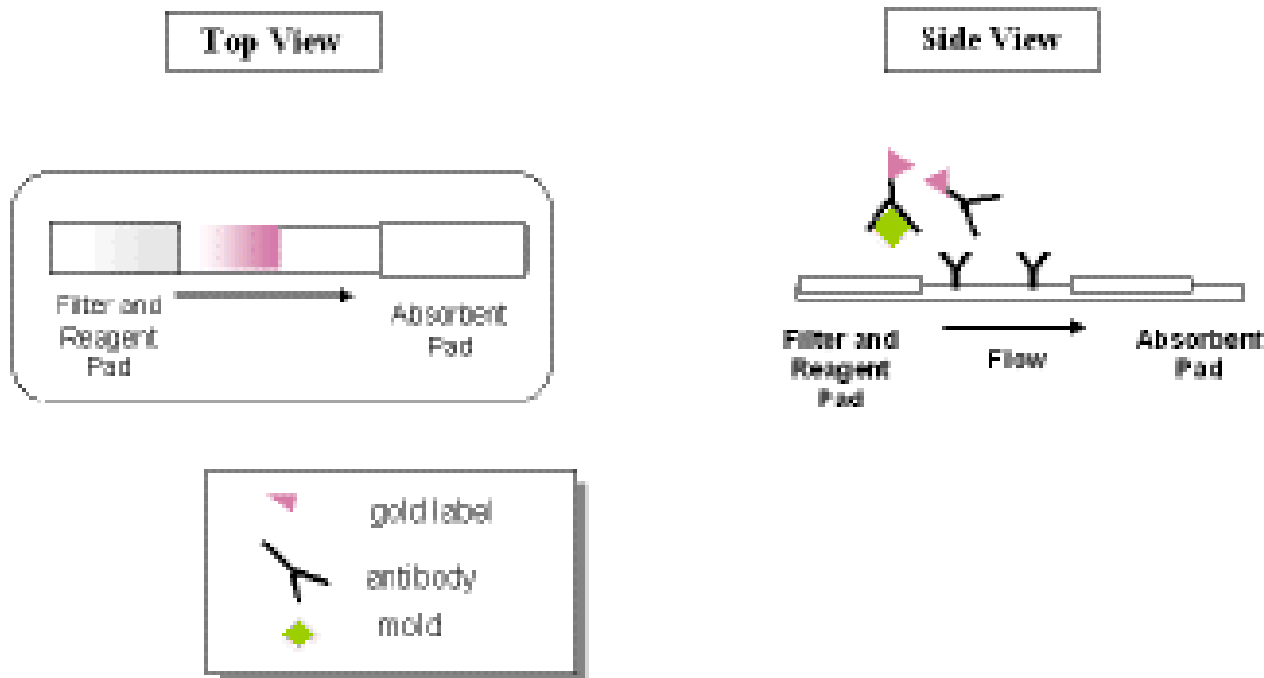 Top View
Side View
Filter and
Reagent
Pad
Absorbent
Pad
Filter and
Reagent
Pad
Flow
Absorbent
Pad
gold label
antibody
mold